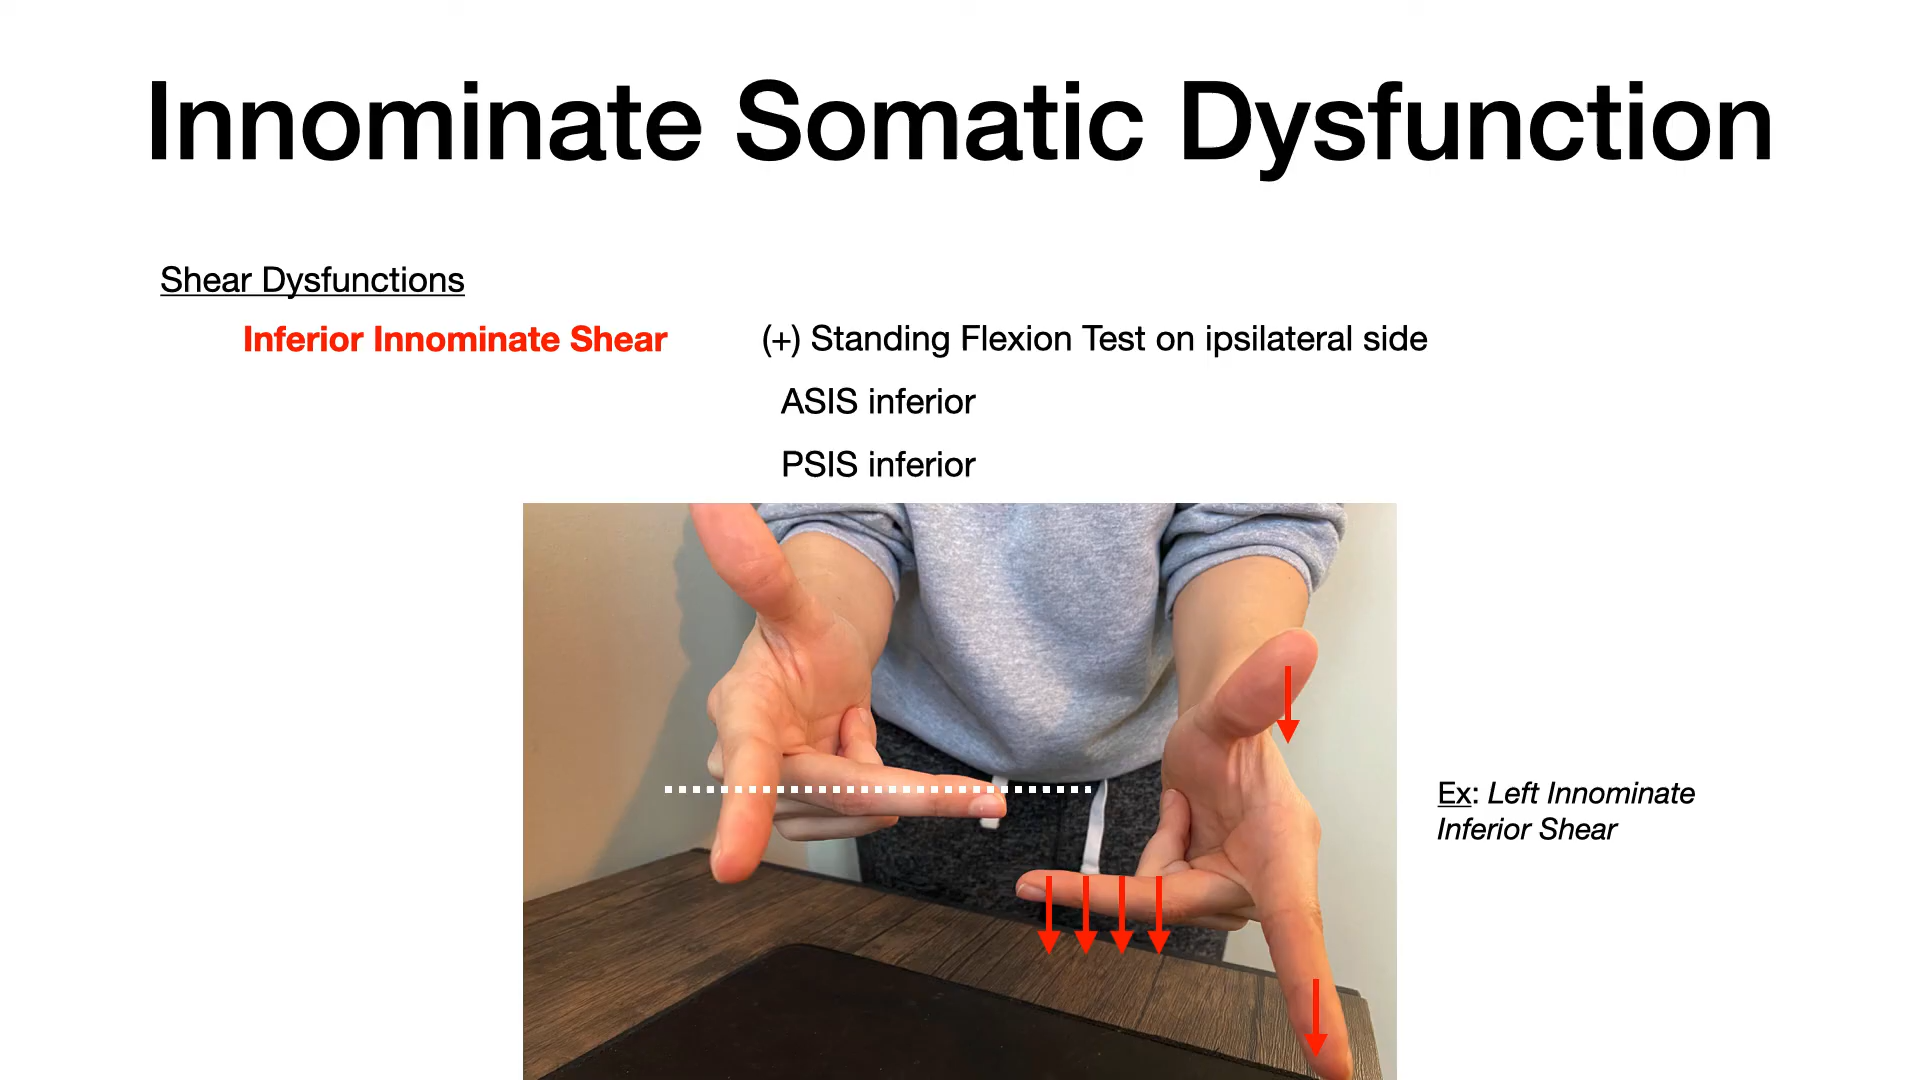 Innominate Somatic Dysfunction
Shear Dysfunctions
Inferior Innominate Shear
(+) Standing Flexion Test on ipsilateral side
ASIS inferior
PSIS inferior
Ex: Left Innominate
Inferior Shear